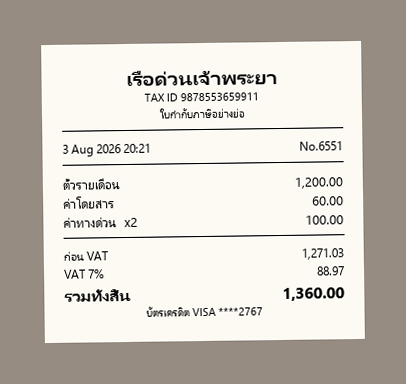 เรือด่วนเจ้าพระยา
TAX ID 9878553659911
ใบกำกับภาษีอย่างย่อ
3 Aug 2026 20:21 No.6551
ตั๋วรายเดือน 1,200.00
ค่าโดยสาร 60.00
ค่าทางด่วน x2 100.00
ก่อน VAT 1,271.03
VAT 7% 88.97
รวมทั้งสิ้น 1,360.00
บัตรเครดิต VISA ****2767